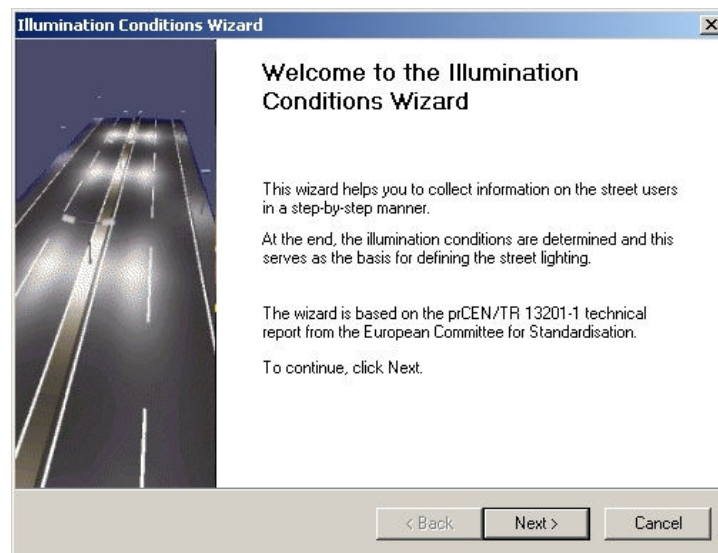 Illumination Conditions Wizard
Welcome to the Illumination
Conditions Wizard
This wizard helps you to collect information on the street users
in a step-by-step manner.
At the end, the illumination conditions are determined and this
serves as the basis for defining the street lighting.
The wizard is based on the prCEN/TR 13201-1 technical
report from the European Committee for Standardisation.
To continue, click Next.
< Back
Next >
Cancel